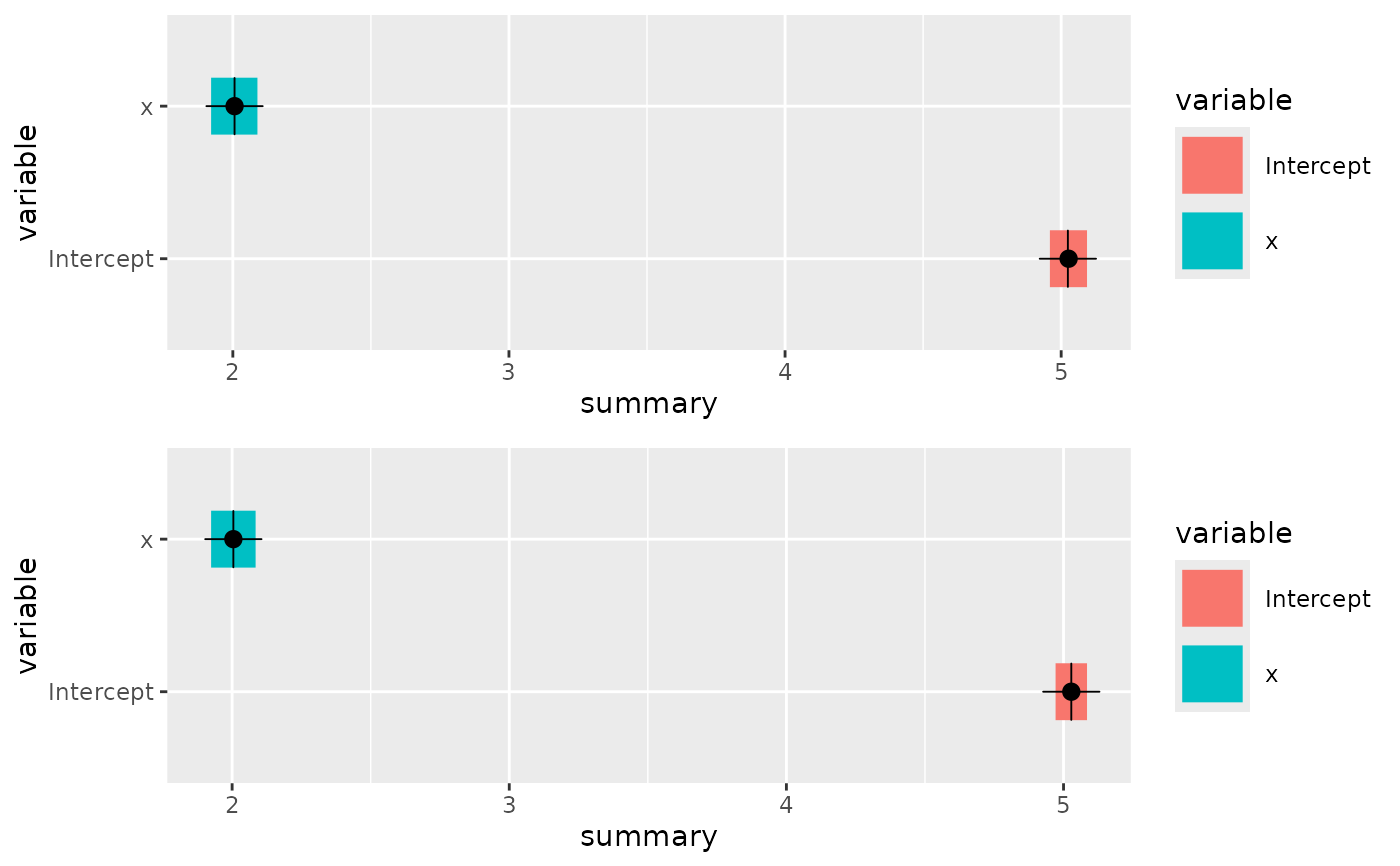 variable
x
Intercept
2 3 4 5
summary
variable
Intercept
x
variable
x
Intercept
2 3 4 5
summary
variable
Intercept
x